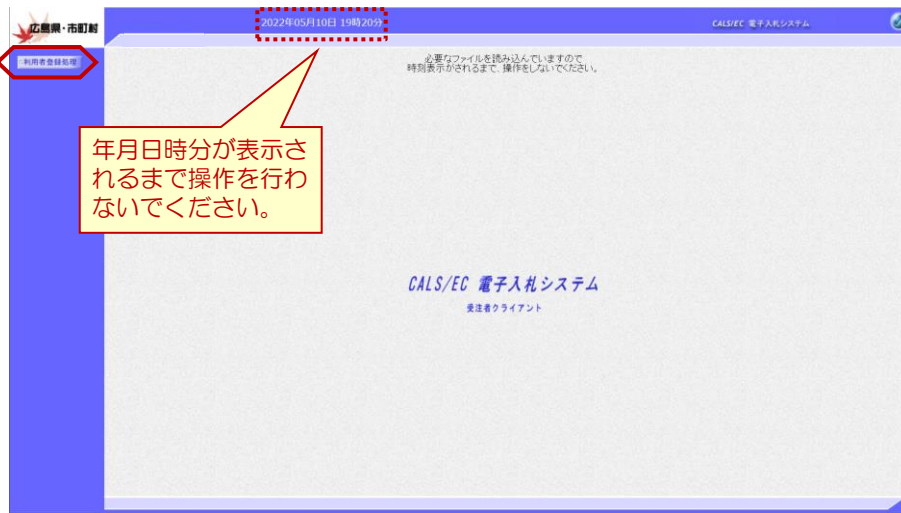 広島県・市町村
2022年05月10日 19時20分
CALS/EC 電子入札システム
利用者登録処理
必要なファイルを読み込んでいますので
時刻表示がされるまで、操作をしないでください。
年月日時分が表示さ
れるまで操作を行わ
ないでください。
CALS/EC 電子入札システム
受注者クライアント